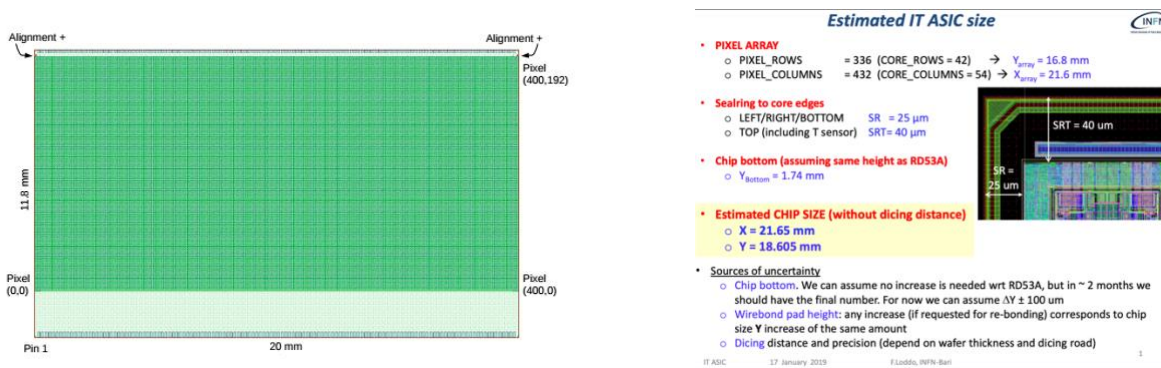 Alignment +
Alignment +
Pixel
(400,192)
11.8 mm
Pixel
(0,0)
Pixel
(400,0)
Pin 1
20 mm
Estimated IT ASIC size
INFN
• PIXEL ARRAY
o PIXEL_ROWS = 336 (CORE_ROWS = 42) → Yarray = 16.8 mm
o PIXEL_COLUMNS = 432 (CORE_COLUMNS = 54) → Xarray = 21.6 mm
• Sealring to core edges
o LEFT/RIGHT/BOTTOM SR = 25 µm
o TOP (including T sensor) SRT= 40 µm
SRT = 40 um
SR =
25 um
• Chip bottom (assuming same height as RD53A)
o YBottom = 1.74 mm
• Estimated CHIP SIZE (without dicing distance)
o X = 21.65 mm
o Y = 18.605 mm
• Sources of uncertainty
o Chip bottom. We can assume no increase is needed wrt RD53A, but in ~ 2 months we
should have the final number. For now we can assume ΔY ± 100 um
o Wirebond pad height: any increase (if requested for re-bonding) corresponds to chip
size Y increase of the same amount
o Dicing distance and precision (depend on wafer thickness and dicing road)
1
IT ASIC 17 January 2019 F.Loddo, INFN-Bari